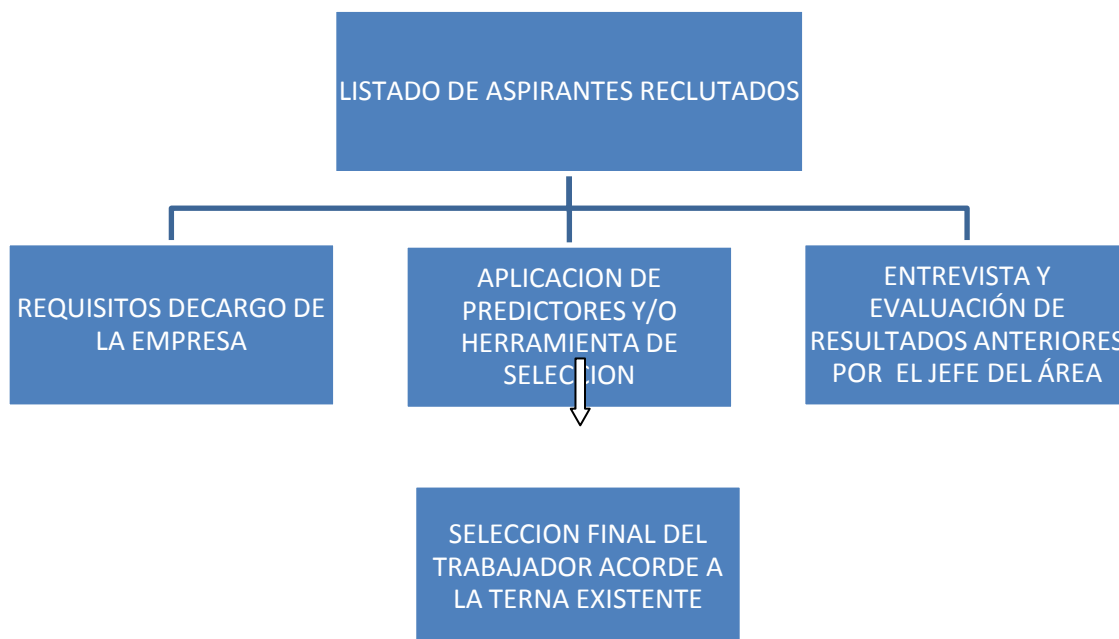 LISTADO DE ASPIRANTES RECLUTADOS
REQUISITOS DECARGO DE
LA EMPRESA
APLICACION DE
PREDICTORES Y/O
HERRAMIENTA DE
SELECCION
ENTREVISTA Y
EVALUACIÓN DE
RESULTADOS ANTERIORES
POR EL JEFE DEL ÁREA
SELECCION FINAL DEL
TRABAJADOR ACORDE A
LA TERNA EXISTENTE